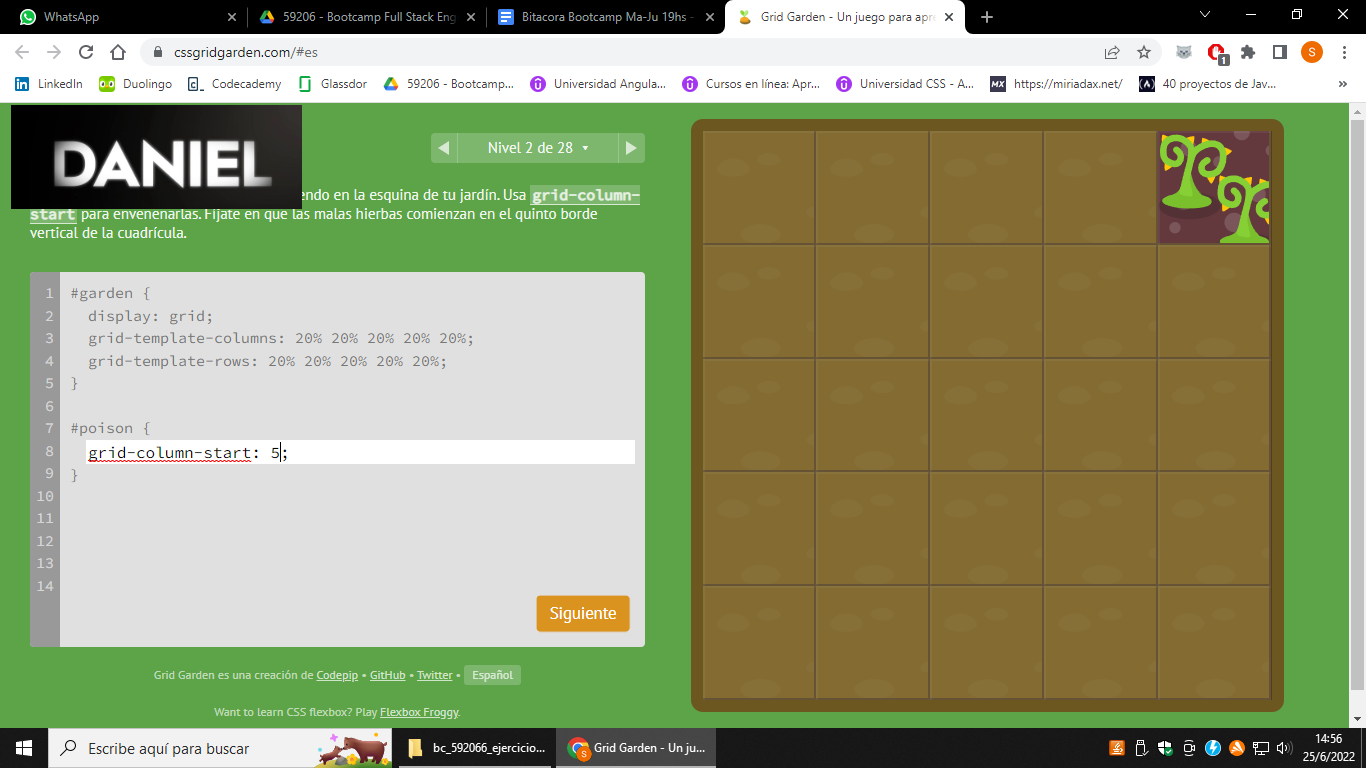 WhatsApp
59206 - Bootcamp Full Stack Eng
Bitacora Bootcamp Ma-Ju 19hs -
Grid Garden - Un juego para apre
cssgridgarden.com/#es
1
S
LinkedIn
Duolingo
Codecademy
Glassdor
59206 - Bootcamp...
Universidad Angula...
Cursos en línea: Apr...
Universidad CSS - A...
MX https://miriadax.net/
(A) 40 proyectos de Jav...
»
DANIEL
Nivel 2 de 28
endo en la esquina de tu jardín. Usa grid-column-
start para envenenarlas. Fíjate en que las malas hierbas comienzan en el quinto borde
vertical de la cuadrícula.
1 #garden {
2 display: grid;
3 grid-template-columns: 20% 20% 20% 20% 20%;
4 grid-template-rows: 20% 20% 20% 20% 20%;
5 }
6
7 #poison {
8 grid-column-start: 5;
9 }
10
11
12
13
14
Siguiente
Grid Garden es una creación de Codepip • GitHub • Twitter • Español
Want to learn CSS flexbox? Play Flexbox Froggy.
Escribe aquí para buscar
bc_592066_ejercicio...
S
Grid Garden - Un ju...
14:56
25/6/2022